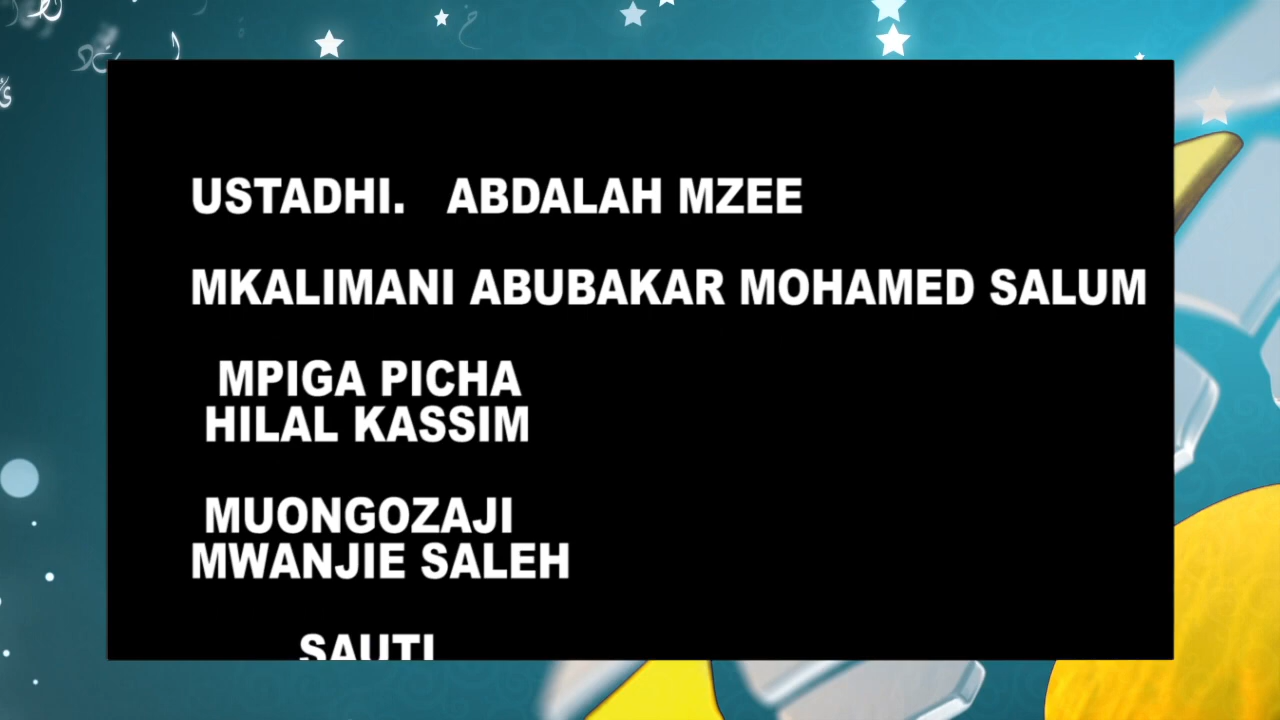 USTADHI. ABDALAH MZEE
MKALIMANI ABUBAKAR MOHAMED SALUM
MPIGA PICHA
HILAL KASSIM
MUONGOZAJI
MWANJIE SALEH
SAUTI